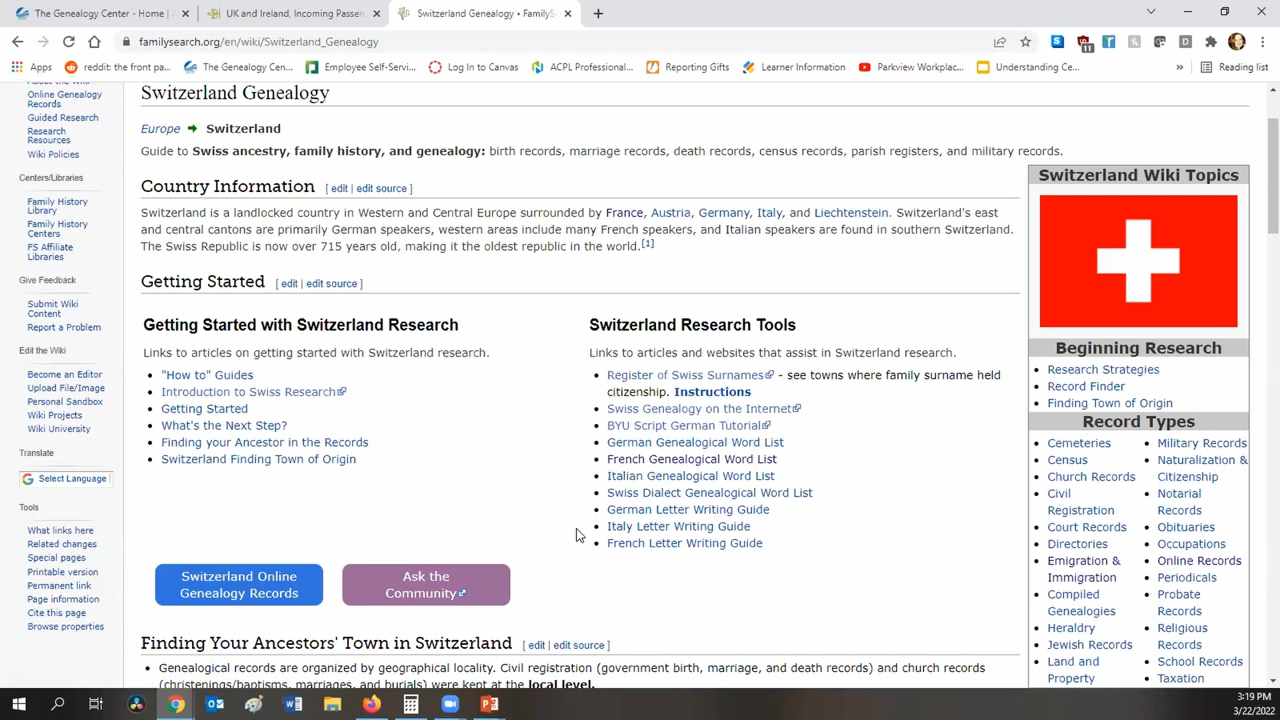 The Genealogy Center - Home | A
UK and Ireland, Incoming Passen
Switzerland Genealogy • FamilyS
familysearch.org/en/wiki/Switzerland_Genealogy
11
Apps
reddit: the front pa...
The Genealogy Cen...
Employee Self-Servi...
Log In to Canvas
ACPL Professional...
Reporting Gifts
Learner Information
Parkview Workplac...
Understanding Ce...
»
Reading list
About the Wiki
Online Genealogy
Records
Guided Research
Research
Resources
Wiki Policies
Centers/Libraries
Family History
Library
Family History
Centers
FS Affiliate
Libraries
Give Feedback
Submit Wiki
Content
Report a Problem
Edit the Wiki
Become an Editor
Upload File/Image
Personal Sandbox
Wiki Projects
Wiki University
Translate
Select Language
Tools
What links here
Related changes
Special pages
Printable version
Permanent link
Page information
Cite this page
Browse properties
Switzerland Genealogy
Europe Switzerland
Guide to Swiss ancestry, family history, and genealogy: birth records, marriage records, death records, census records, parish registers, and military records.
Country Information [ edit | edit source ]
Switzerland is a landlocked country in Western and Central Europe surrounded by France, Austria, Germany, Italy, and Liechtenstein. Switzerland's east
and central cantons are primarily German speakers, western areas include many French speakers, and Italian speakers are found in southern Switzerland.
The Swiss Republic is now over 715 years old, making it the oldest republic in the world.[1]
Getting Started [ edit | edit source ]
Getting Started with Switzerland Research
Links to articles on getting started with Switzerland research.
• "How to" Guides
• Introduction to Swiss Research
• Getting Started
• What's the Next Step?
• Finding your Ancestor in the Records
• Switzerland Finding Town of Origin
Switzerland Research Tools
Links to articles and websites that assist in Switzerland research.
• Register of Swiss Surnames - see towns where family surname held
citizenship. Instructions
• Swiss Genealogy on the Internet
• BYU Script German Tutorial
• German Genealogical Word List
• French Genealogical Word List
• Italian Genealogical Word List
• Swiss Dialect Genealogical Word List
• German Letter Writing Guide
• Italy Letter Writing Guide
• French Letter Writing Guide
Switzerland Online
Genealogy Records
Ask the
Community
Finding Your Ancestors' Town in Switzerland [ edit | edit source ]
• Genealogical records are organized by geographical locality. Civil registration (government birth, marriage, and death records) and church records
(christenings/baptisms, marriages, and burials) were kept at the local level.
Switzerland Wiki Topics
Beginning Research
• Research Strategies
• Record Finder
• Finding Town of Origin
Record Types
• Cemeteries
• Census
• Church Records
• Civil
Registration
• Court Records
• Directories
• Emigration &
Immigration
• Compiled
Genealogies
• Heraldry
• Jewish Records
• Land and
Property
• Military Records
• Naturalization &
Citizenship
• Notarial
Records
• Obituaries
• Occupations
• Online Records
• Periodicals
• Probate
Records
• Religious
Records
• School Records
• Taxation
3:19 PM
3/22/2022